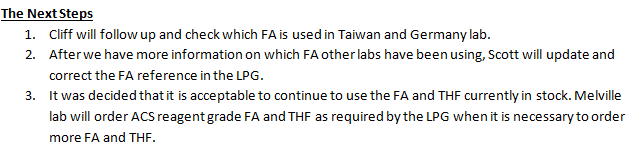 The Next Steps
1. Cliff will follow up and check which FA is used in Taiwan and Germany lab.
2. After we have more information on which FA other labs have been using, Scott will update and
correct the FA reference in the LPG.
3. It was decided that it is acceptable to continue to use the FA and THF currently in stock. Melville
lab will order ACS reagent grade FA and THF as required by the LPG when it is necessary to order
more FA and THF.